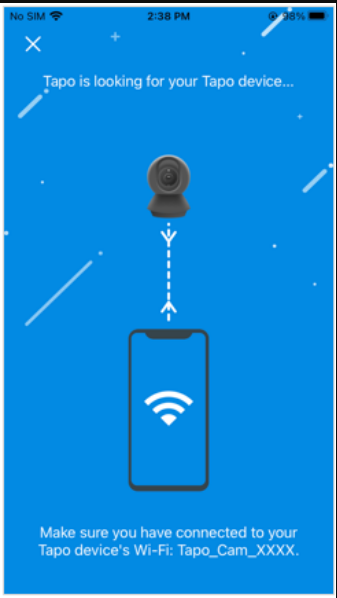 No SIM 2:38 PM 98%
Tapo is looking for your Tapo device...
Make sure you have connected to your
Tapo device's Wi-Fi: Tapo_Cam_XXXX.